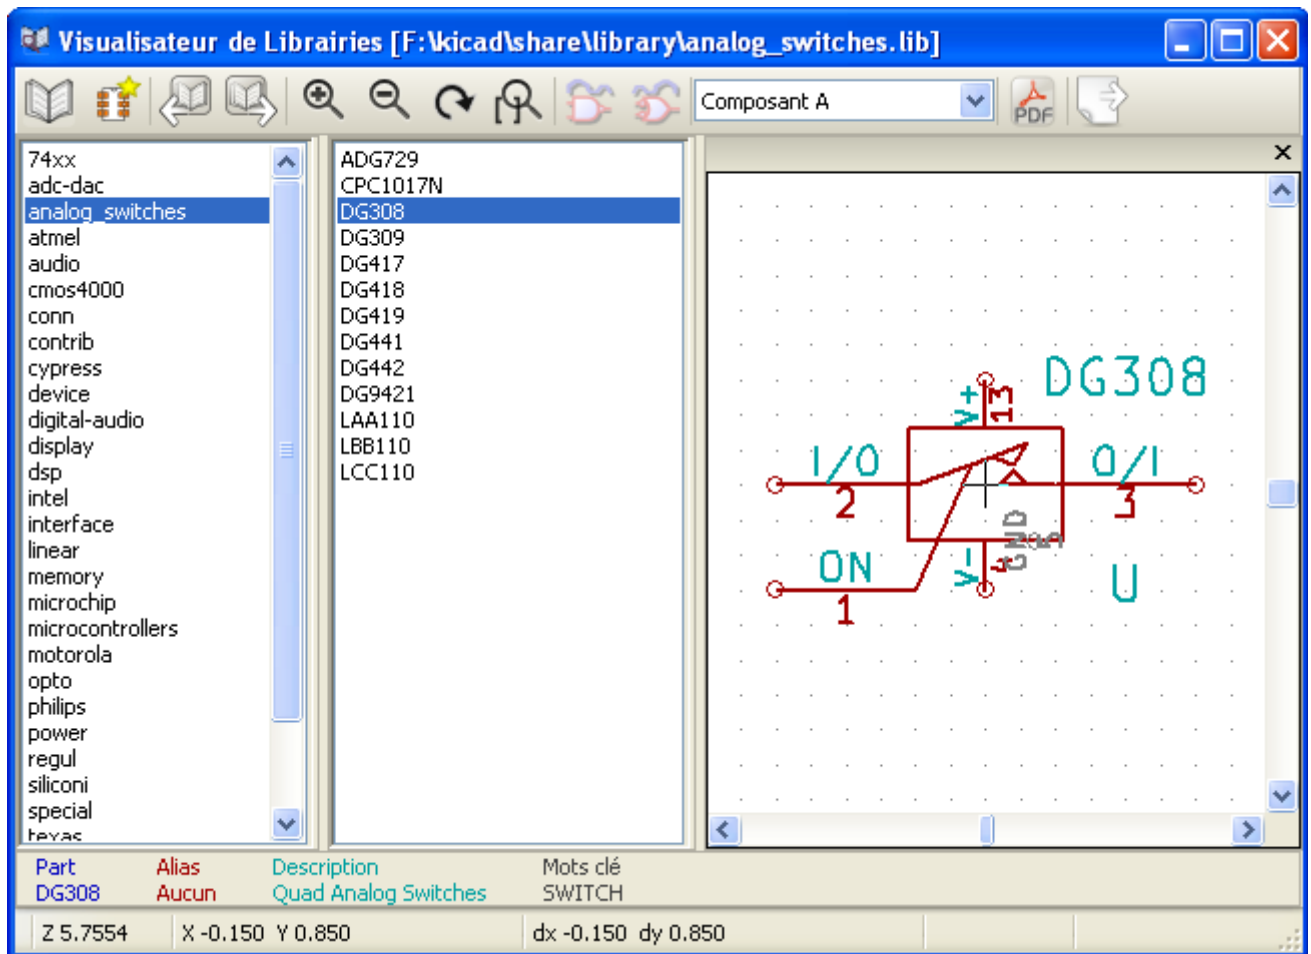 Visualisateur de Librairies [F:\kicad\share\library\analog_switches.lib]
Composant A
PDF
74xx
adc-dac
analog_switches
atmel
audio
cmos4000
conn
contrib
cypress
device
digital-audio
display
dsp
intel
interface
linear
memory
microchip
microcontrollers
motorola
opto
philips
power
regul
siliconi
special
texas
ADG729
CPC1017N
DG308
DG309
DG417
DG418
DG419
DG441
DG442
DG9421
LAA110
LBB110
LCC110
DG308
V+
13
I/O
2
O/I
3
GND
ON
1
V-
U
Part Alias Description Mots clé
DG308 Aucun Quad Analog Switches SWITCH
Z 5.7554 X -0.150 Y 0.850 dx -0.150 dy 0.850